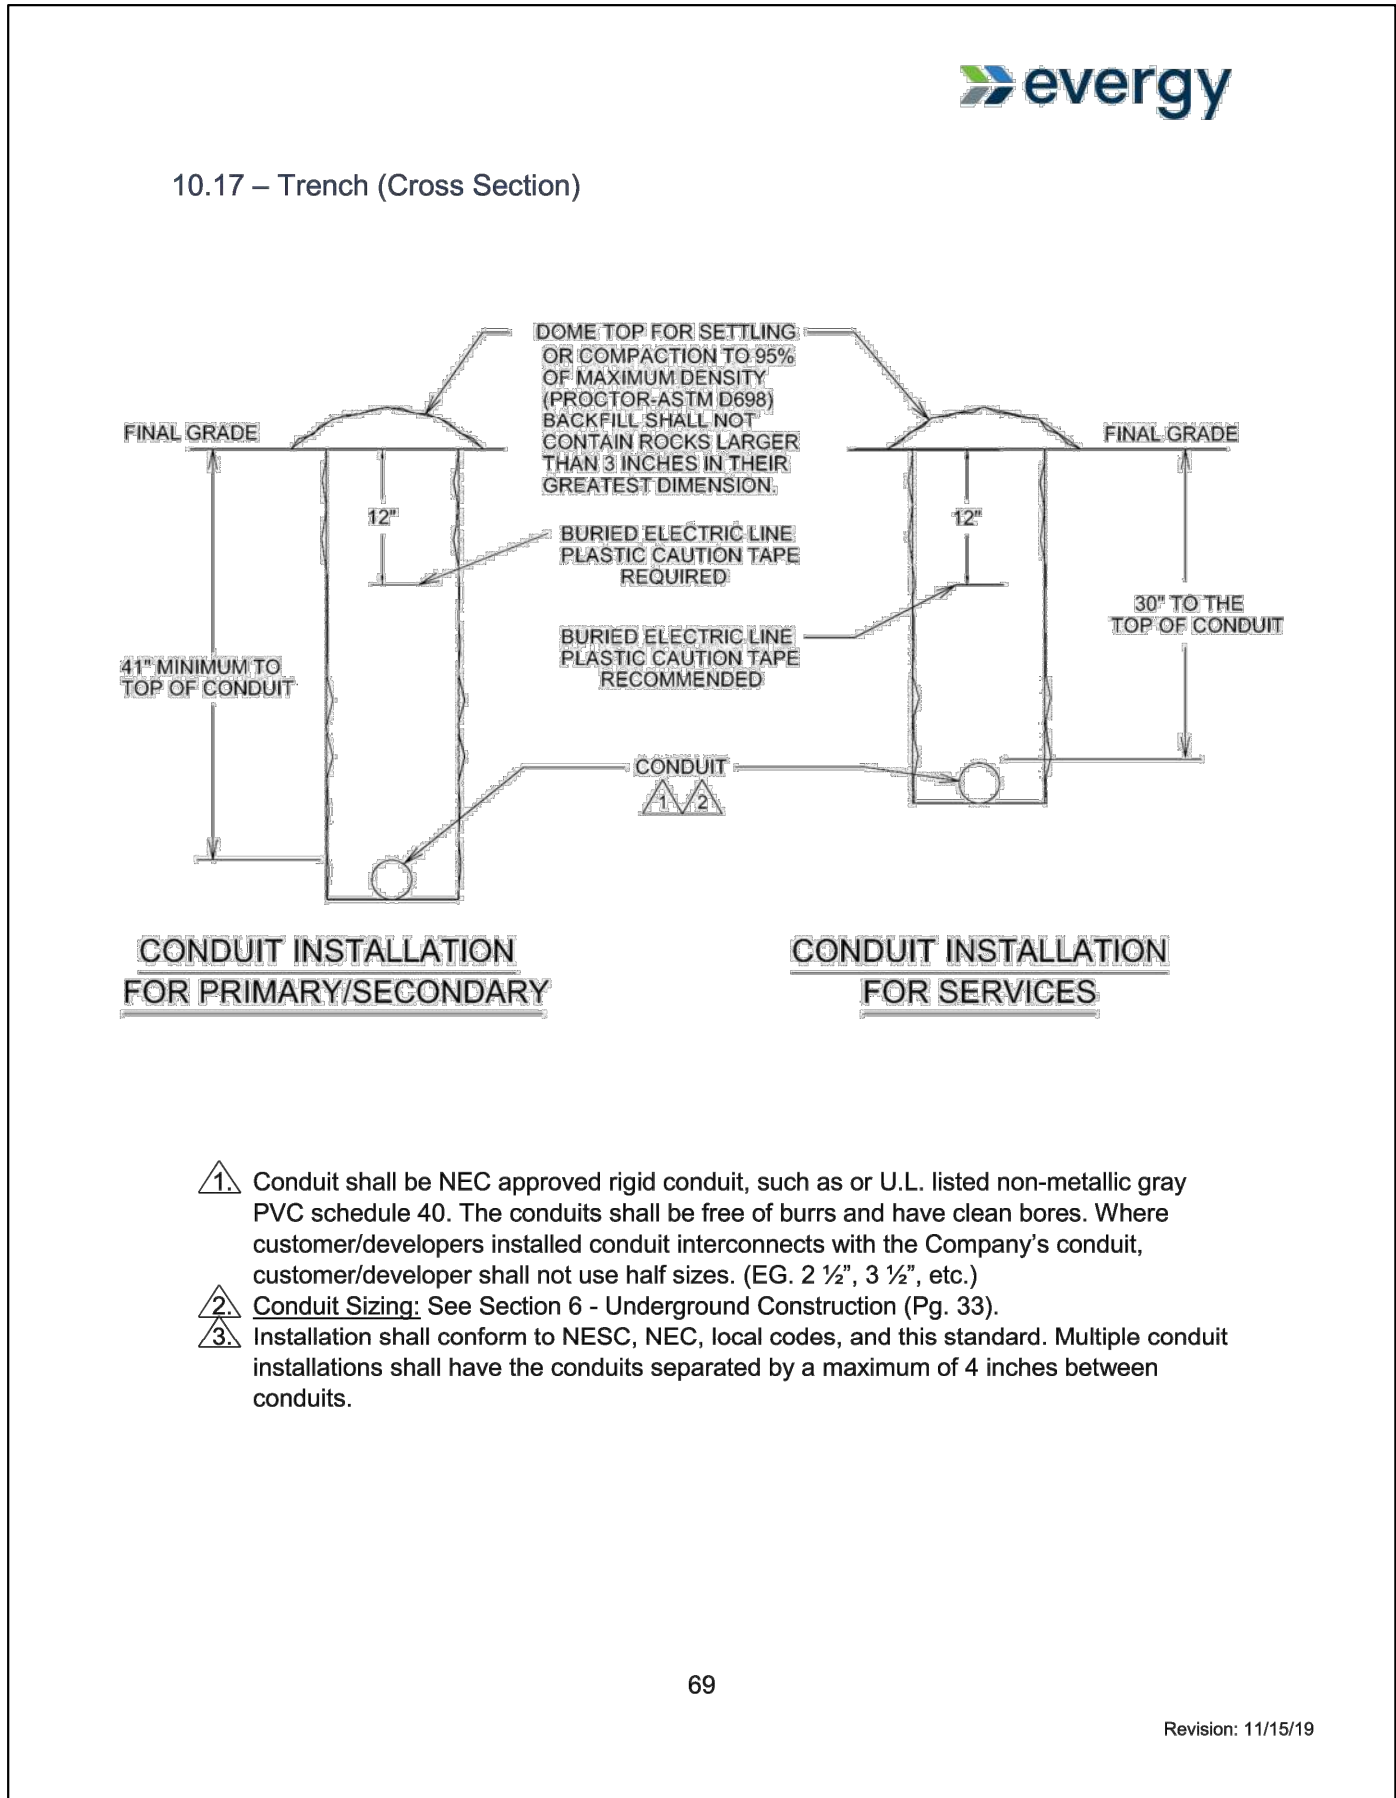 evergy
10.17 – Trench (Cross Section)
DOME TOP FOR SETTLING
OR COMPACTION TO 95%
OF MAXIMUM DENSITY
(PROCTOR-ASTM D698)
BACKFILL SHALL NOT
CONTAIN ROCKS LARGER
THAN 3 INCHES IN THEIR
GREATEST DIMENSION.
FINAL GRADE
FINAL GRADE
12"
12"
BURIED ELECTRIC LINE
PLASTIC CAUTION TAPE
REQUIRED
30" TO THE
TOP OF CONDUIT
BURIED ELECTRIC LINE
PLASTIC CAUTION TAPE
RECOMMENDED
41" MINIMUM TO
TOP OF CONDUIT
CONDUIT
1 2
CONDUIT INSTALLATION
FOR PRIMARY/SECONDARY
CONDUIT INSTALLATION
FOR SERVICES
1. Conduit shall be NEC approved rigid conduit, such as or U.L. listed non-metallic gray
PVC schedule 40. The conduits shall be free of burrs and have clean bores. Where
customer/developers installed conduit interconnects with the Company's conduit,
customer/developer shall not use half sizes. (EG. 2 ½”, 3 ½”, etc.)
2. Conduit Sizing: See Section 6 - Underground Construction (Pg. 33).
3. Installation shall conform to NESC, NEC, local codes, and this standard. Multiple conduit
installations shall have the conduits separated by a maximum of 4 inches between
conduits.
69
Revision: 11/15/19